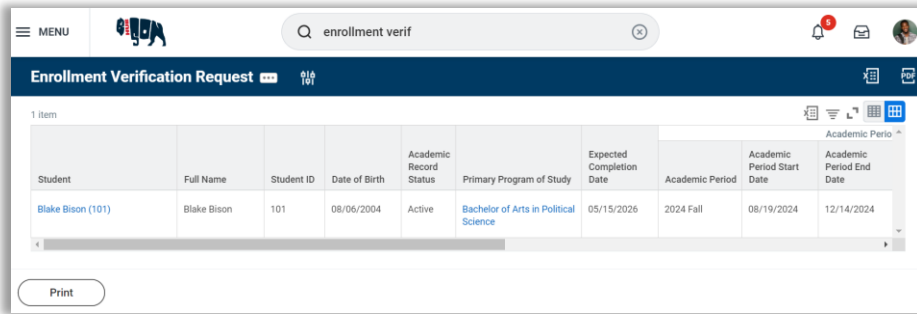 MENU
BISON
enrollment verif
5
Enrollment Verification Request
PDF
1 item
Academic Perio
Student
Full Name
Student ID
Date of Birth
Academic
Record
Status
Primary Program of Study
Expected
Completion
Date
Academic Period
Academic
Period Start
Date
Academic
Period End
Date
Blake Bison (101)
Blake Bison
101
08/06/2004
Active
Bachelor of Arts in Political
Science
05/15/2026
2024 Fall
08/19/2024
12/14/2024
Print